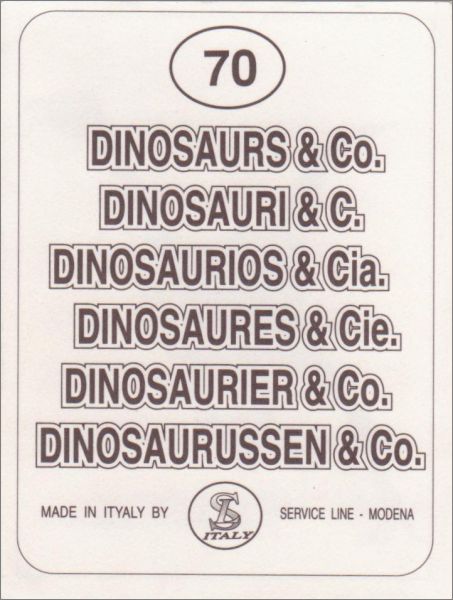 70
DINOSAURS & Co.
DINOSAURI & C.
DINOSAURIOS & Cia.
DINOSAURES & Cie.
DINOSAURIER & Co.
DINOSAURUSSEN & Co.
MADE IN ITYALY BY SL ITALY SERVICE LINE - MODENA